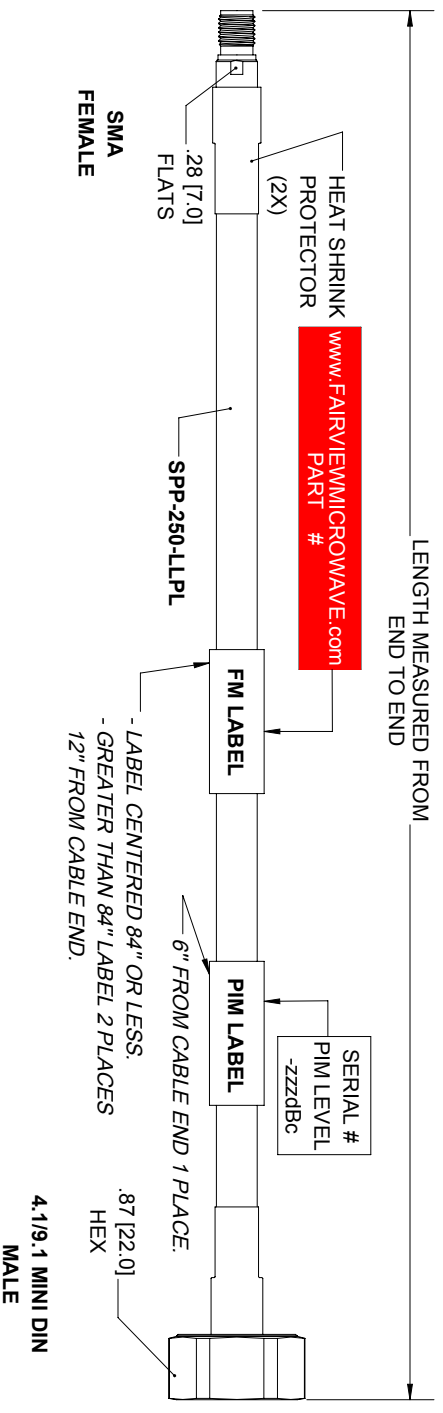 LENGTH MEASURED FROM
END TO END
HEAT SHRINK
PROTECTOR
(2X)
www.FAIRVIEWMICROWAVE.com
PART #
SERIAL #
PIM LEVEL
-zzzdBc
FM LABEL
PIM LABEL
.28 [7.0]
FLATS
SMA
FEMALE
SPP-250-LLPL
- LABEL CENTERED 84" OR LESS.
- GREATER THAN 84" LABEL 2 PLACES
12" FROM CABLE END.
6" FROM CABLE END 1 PLACE.
.87 [22.0]
HEX
4.1/9.1 MINI DIN
MALE